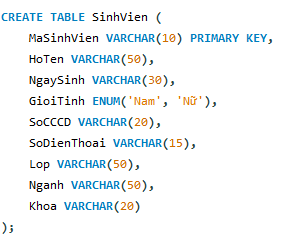 CREATE TABLE SinhVien (
    MaSinhVien VARCHAR(10) PRIMARY KEY,
    HoTen VARCHAR(50),
    NgaySinh VARCHAR(30),
    GioiTinh ENUM('Nam', 'Nữ'),
    SoCCCD VARCHAR(20),
    SoDienThoai VARCHAR(15),
    Lop VARCHAR(50),
    Nganh VARCHAR(50),
    Khoa VARCHAR(20)
);